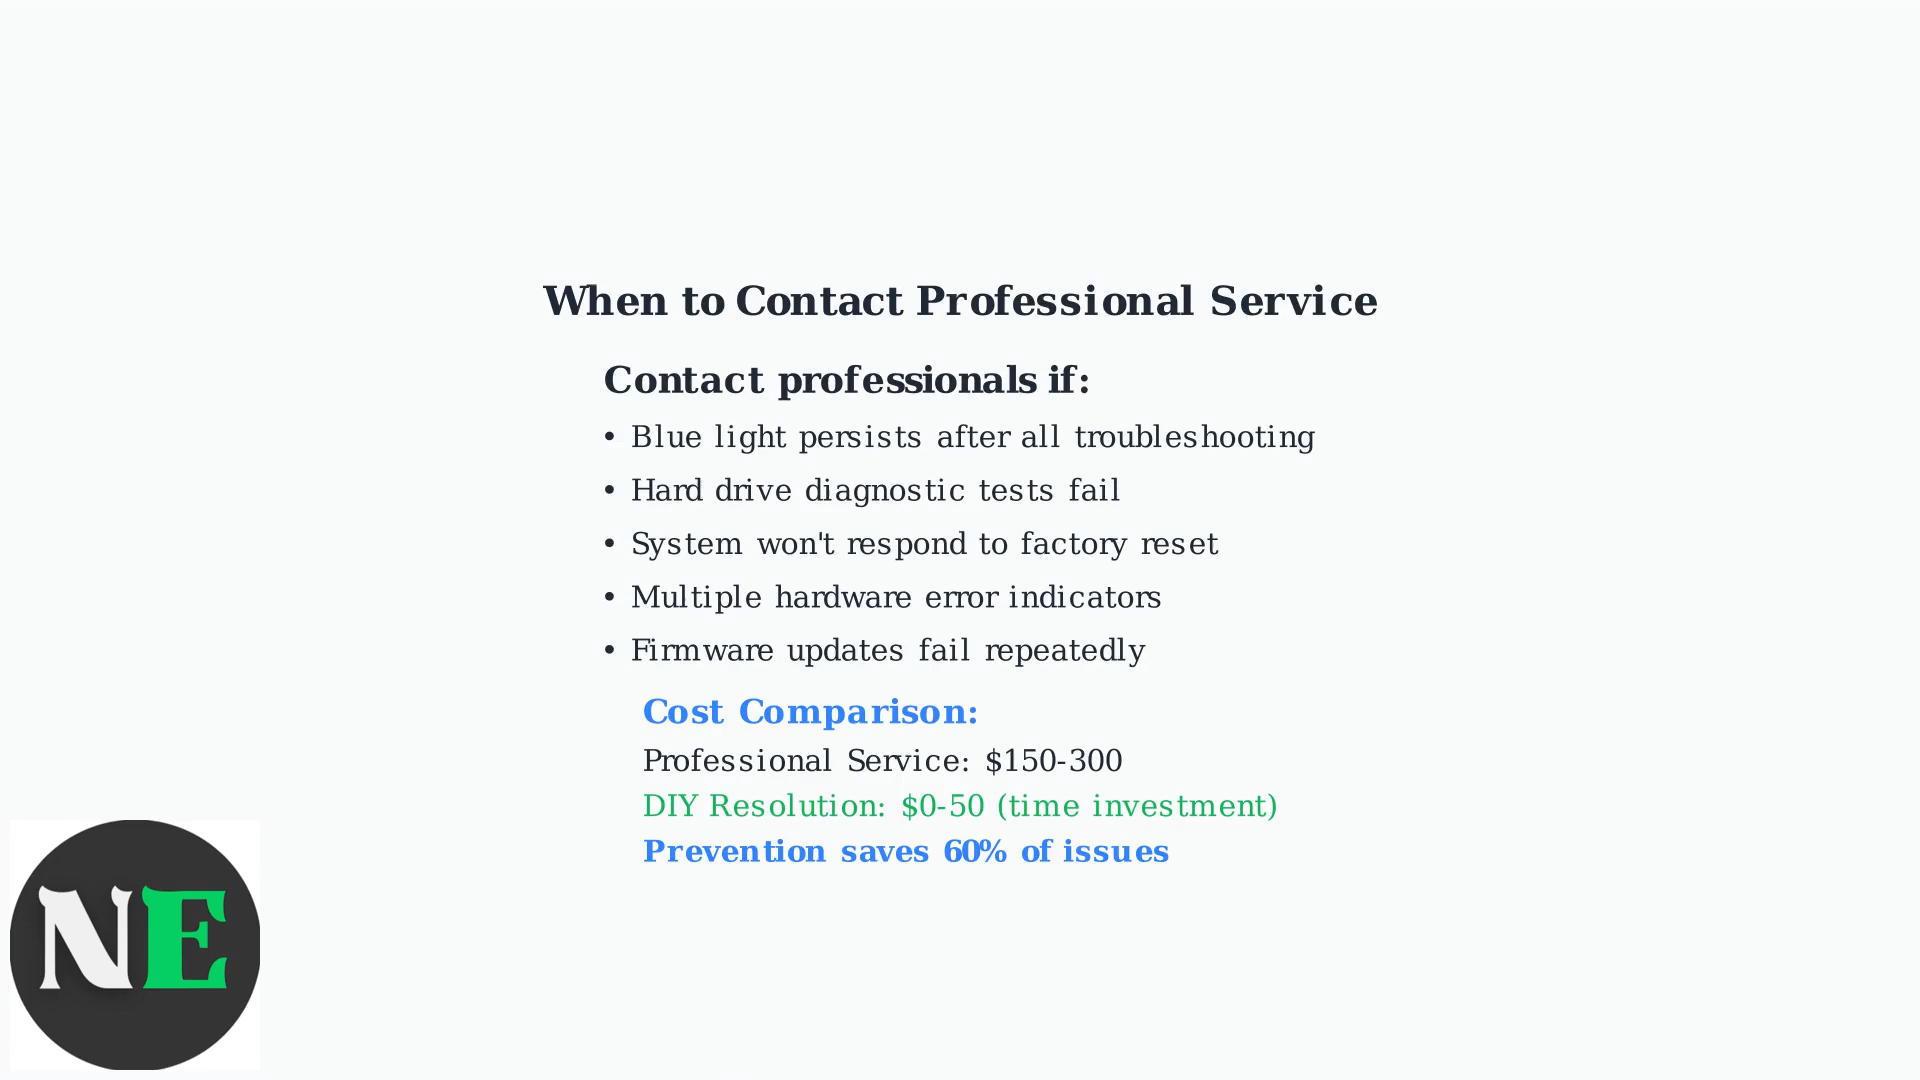 When to Contact Professional Service
Contact professionals if:
• Blue light persists after all troubleshooting
• Hard drive diagnostic tests fail
• System won't respond to factory reset
• Multiple hardware error indicators
• Firmware updates fail repeatedly
Cost Comparison:
Professional Service: $150-300
DIY Resolution: $0-50 (time investment)
Prevention saves 60% of issues
NE